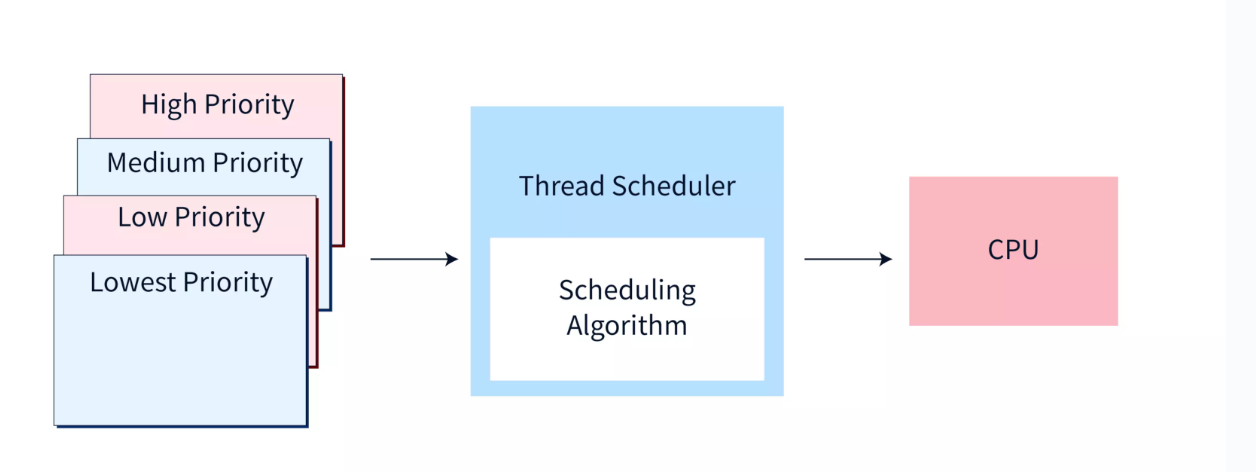 High Priority
Medium Priority
Low Priority
Lowest Priority
Thread Scheduler
Scheduling
Algorithm
CPU